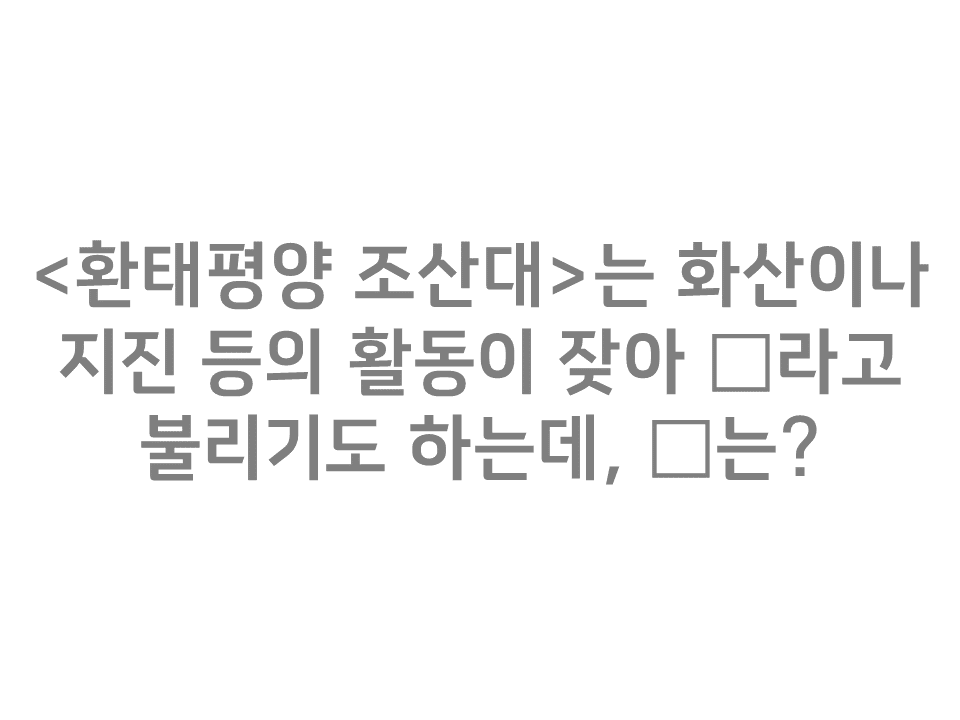 <환태평양 조산대>는 화산이나
지진 등의 활동이 잦아 □라고
불리기도 하는데, □는?